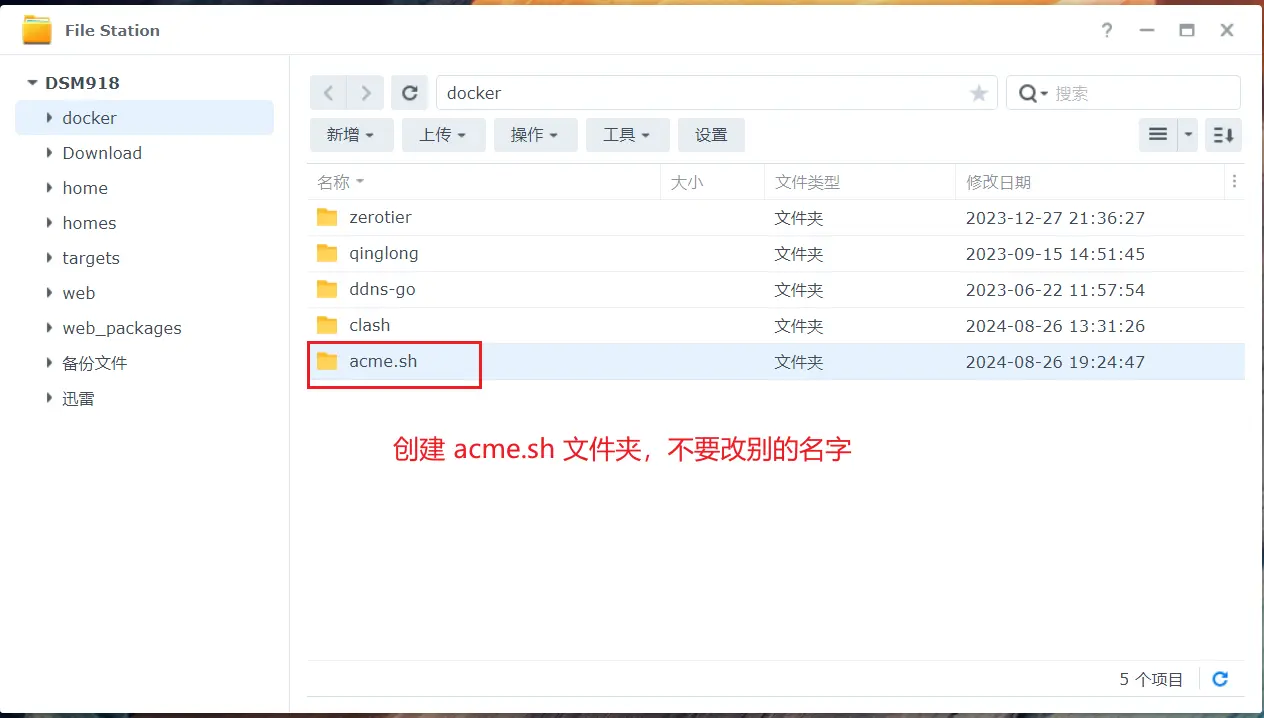 File Station
DSM918
docker
Download
home
homes
targets
web
web_packages
备份文件
迅雷
docker
搜索
新增
上传
操作
工具
设置
名称 大小 文件类型 修改日期
zerotier 文件夹 2023-12-27 21:36:27
qinglong 文件夹 2023-09-15 14:51:45
ddns-go 文件夹 2023-06-22 11:57:54
clash 文件夹 2024-08-26 13:31:26
acme.sh 文件夹 2024-08-26 19:24:47
创建 acme.sh 文件夹，不要改别的名字
5 个项目